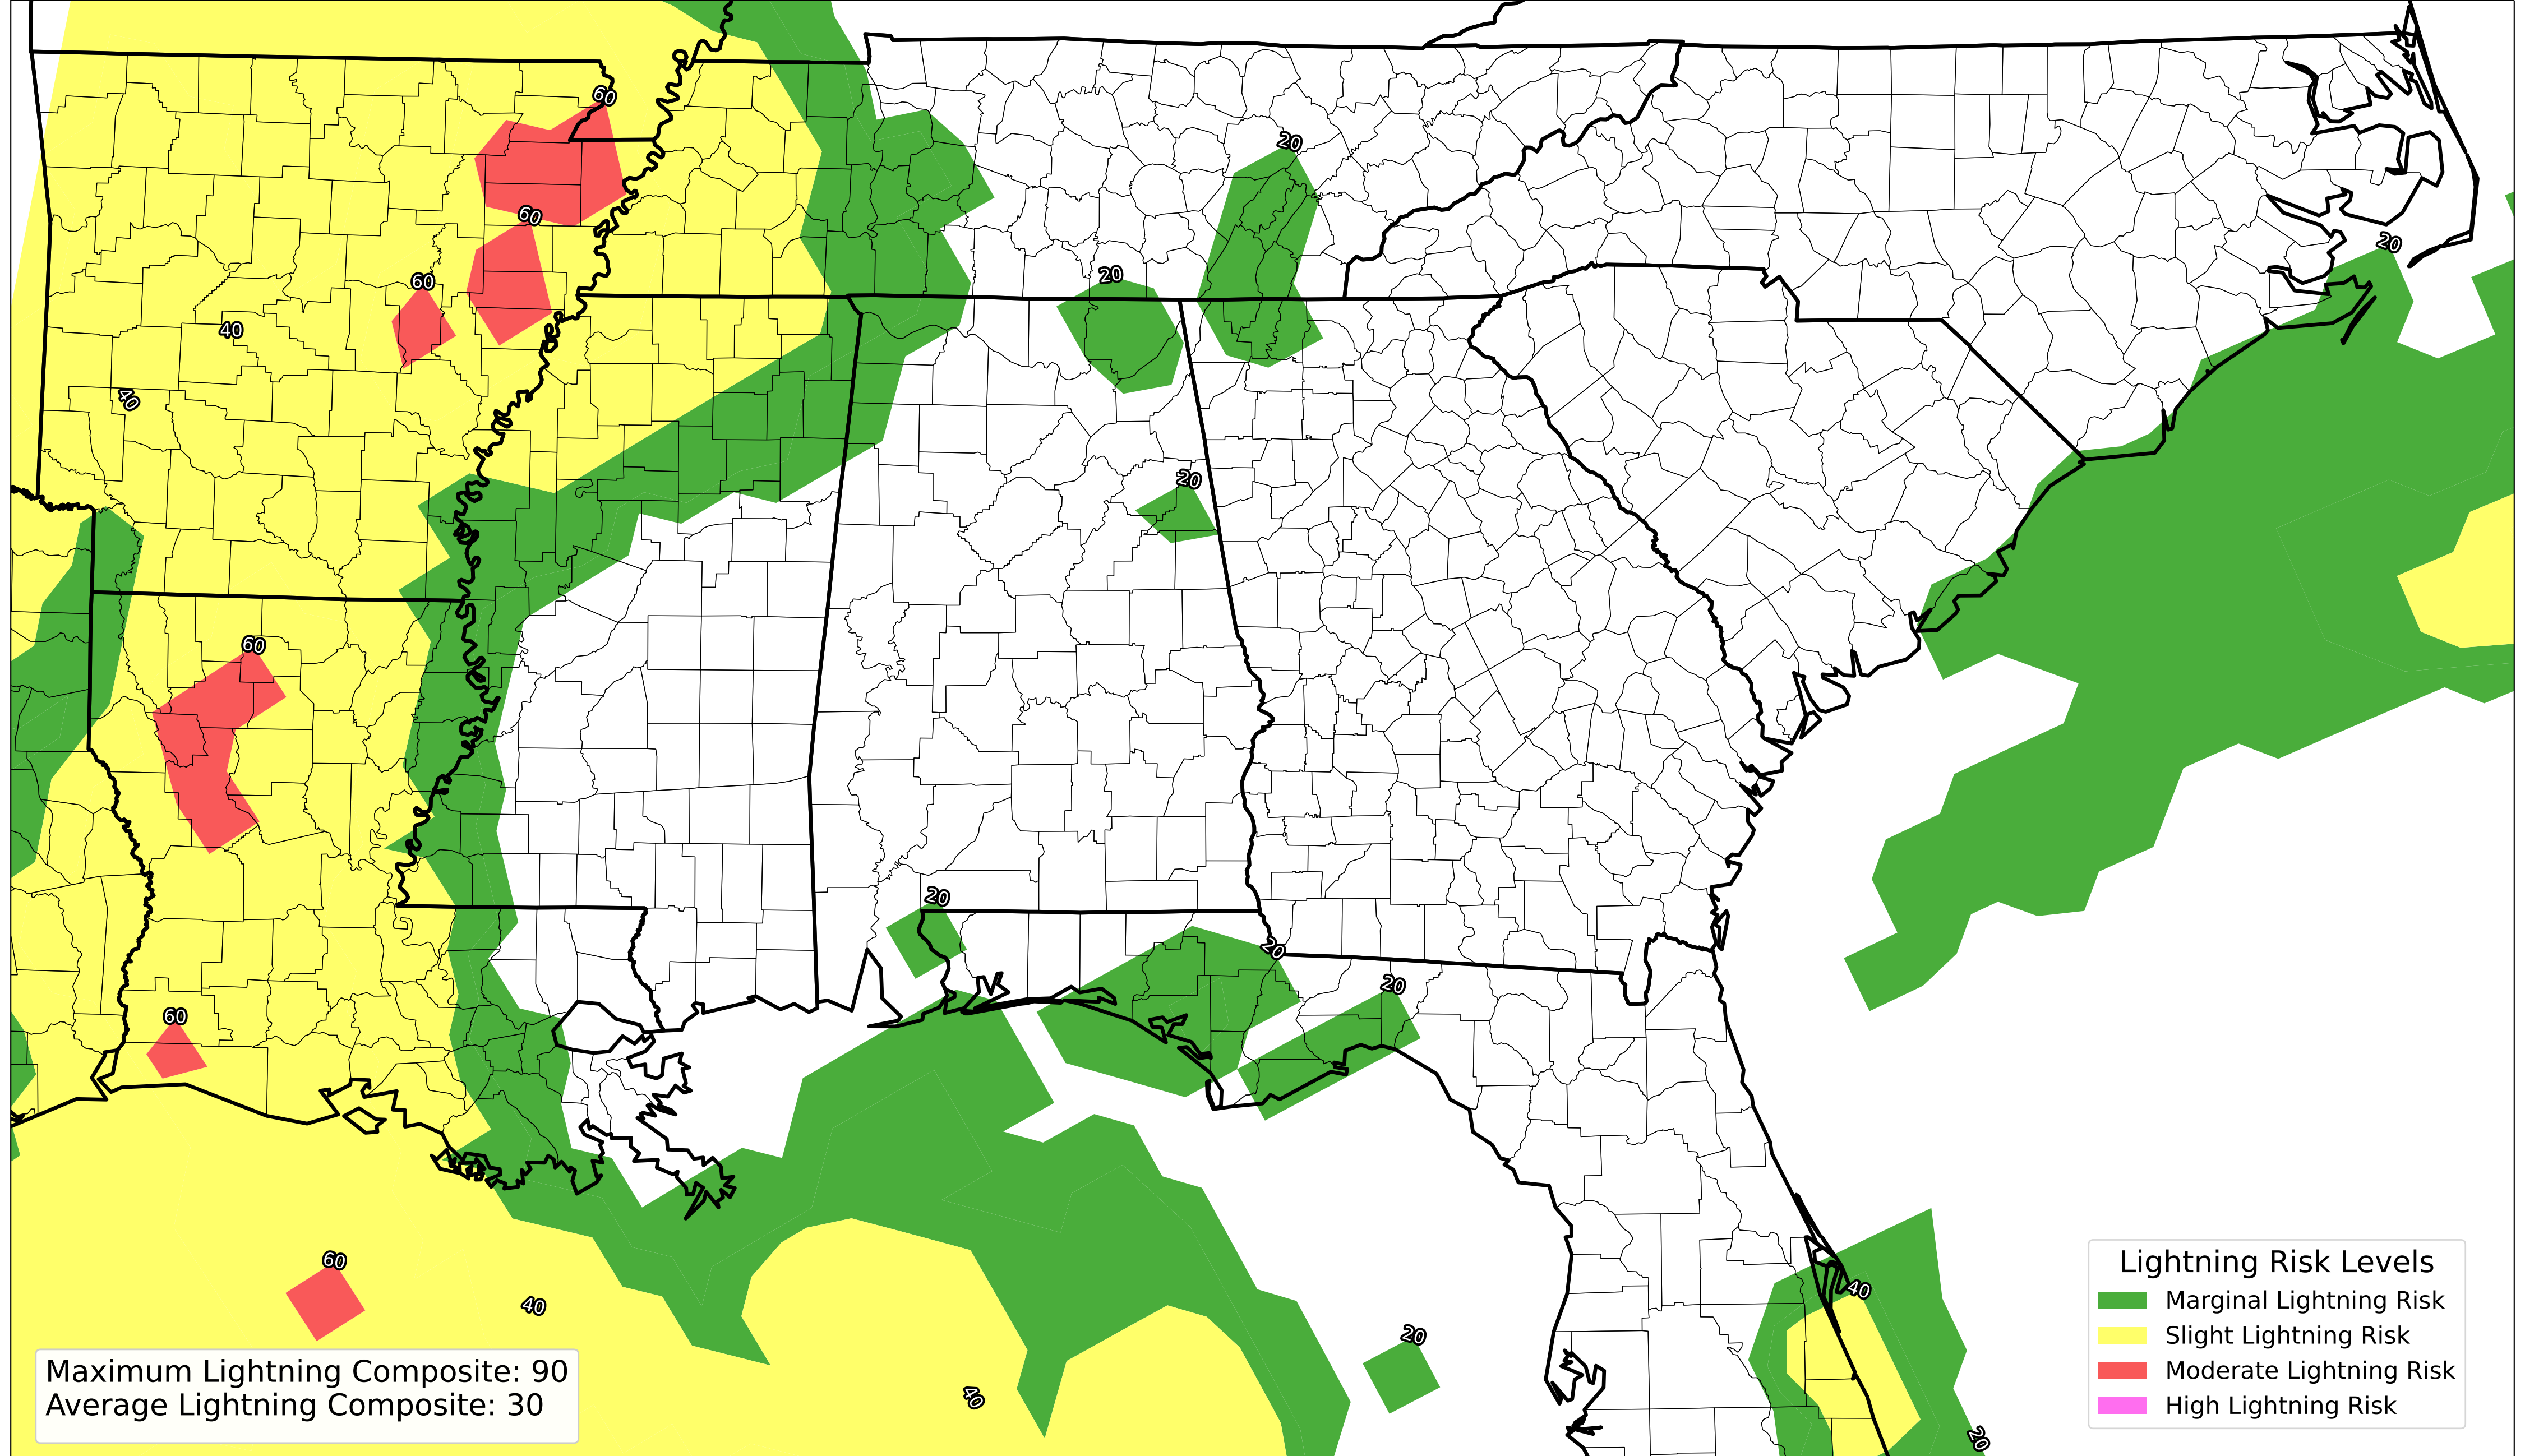 60
20
60
20
20
60
40
40
20
60
20
20
20
60
60
40
40
20
40
20
Lightning Risk Levels
Marginal Lightning Risk
Slight Lightning Risk
Moderate Lightning Risk
High Lightning Risk
Maximum Lightning Composite: 90
Average Lightning Composite: 30